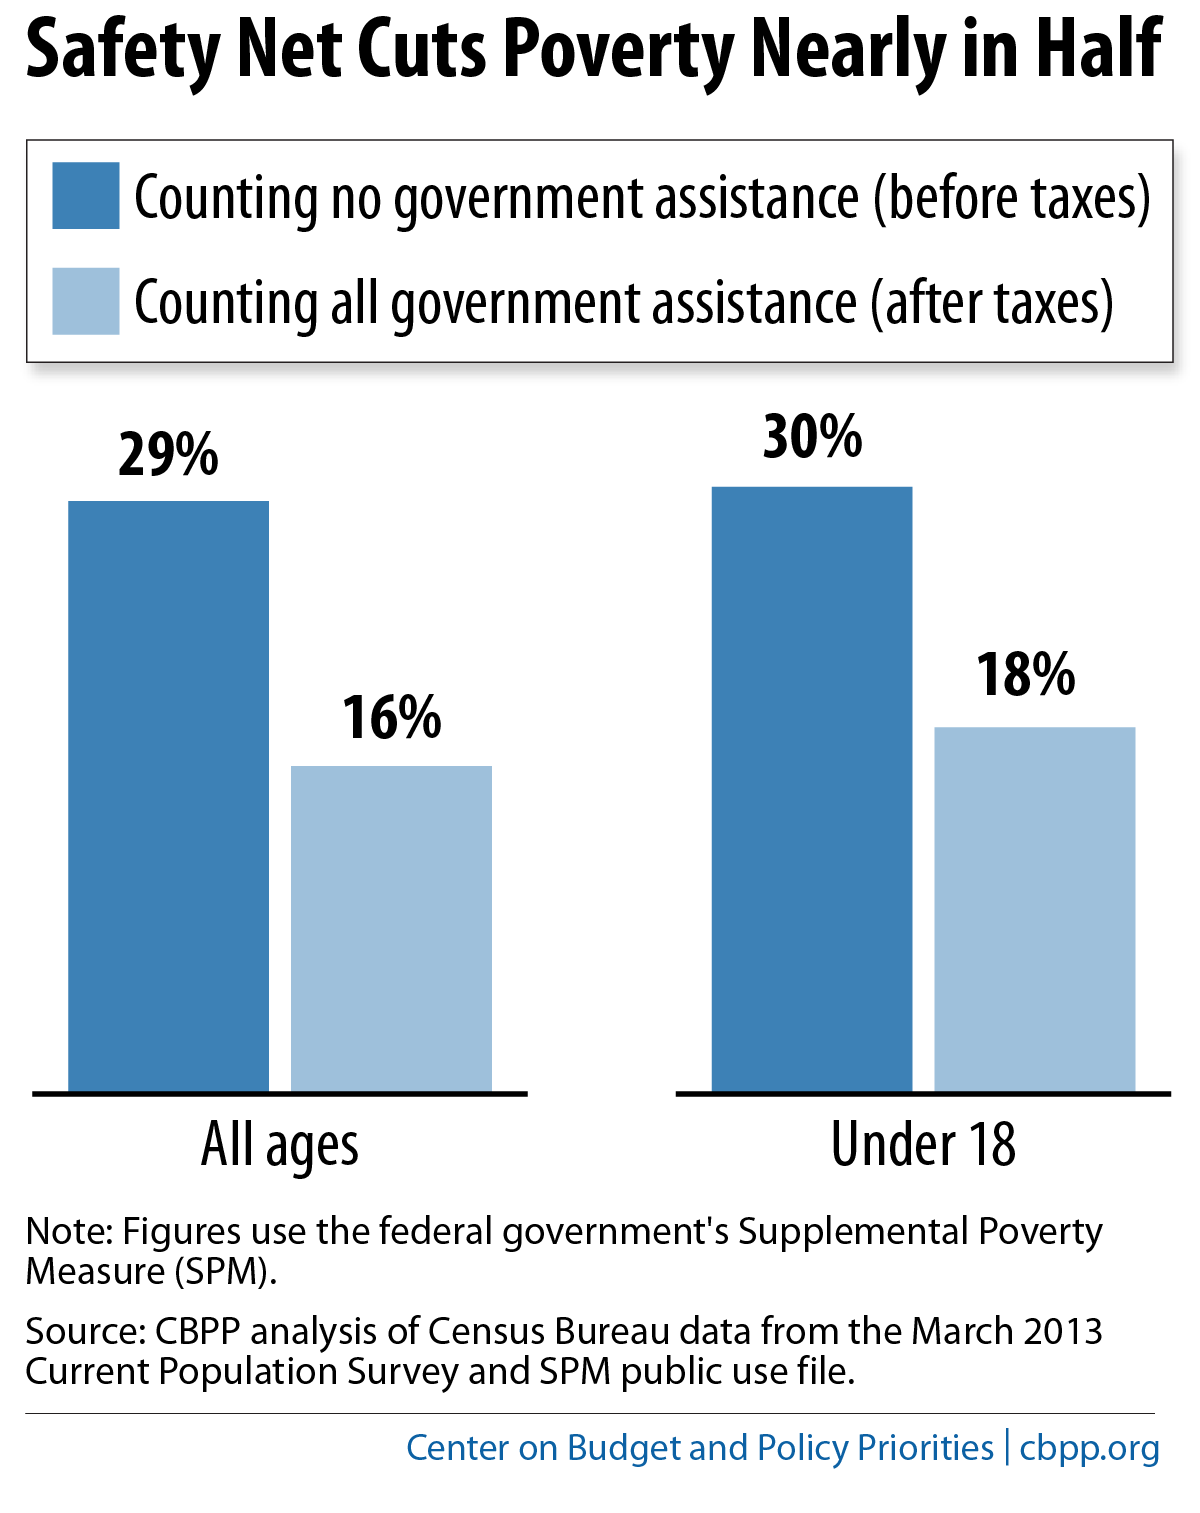 Safety Net Cuts Poverty Nearly in Half
Counting no government assistance (before taxes)
Counting all government assistance (after taxes)
29%
16%
30%
18%
All ages
Under 18
Note: Figures use the federal government's Supplemental Poverty
Measure (SPM).
Source: CBPP analysis of Census Bureau data from the March 2013
Current Population Survey and SPM public use file.
Center on Budget and Policy Priorities | cbpp.org